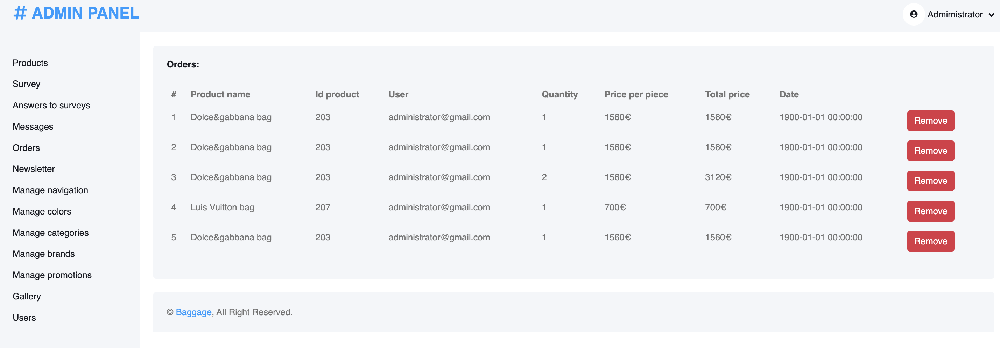 # ADMIN PANEL
Admimistrator
Products
Survey
Answers to surveys
Messages
Orders
Newsletter
Manage navigation
Manage colors
Manage categories
Manage brands
Manage promotions
Gallery
Users
Orders:
# Product name Id product User Quantity Price per piece Total price Date
1 Dolce&gabbana bag 203 administrator@gmail.com 1 1560€ 1560€ 1900-01-01 00:00:00 Remove
2 Dolce&gabbana bag 203 administrator@gmail.com 1 1560€ 1560€ 1900-01-01 00:00:00 Remove
3 Dolce&gabbana bag 203 administrator@gmail.com 2 1560€ 3120€ 1900-01-01 00:00:00 Remove
4 Luis Vuitton bag 207 administrator@gmail.com 1 700€ 700€ 1900-01-01 00:00:00 Remove
5 Dolce&gabbana bag 203 administrator@gmail.com 1 1560€ 1560€ 1900-01-01 00:00:00 Remove
© Baggage, All Right Reserved.